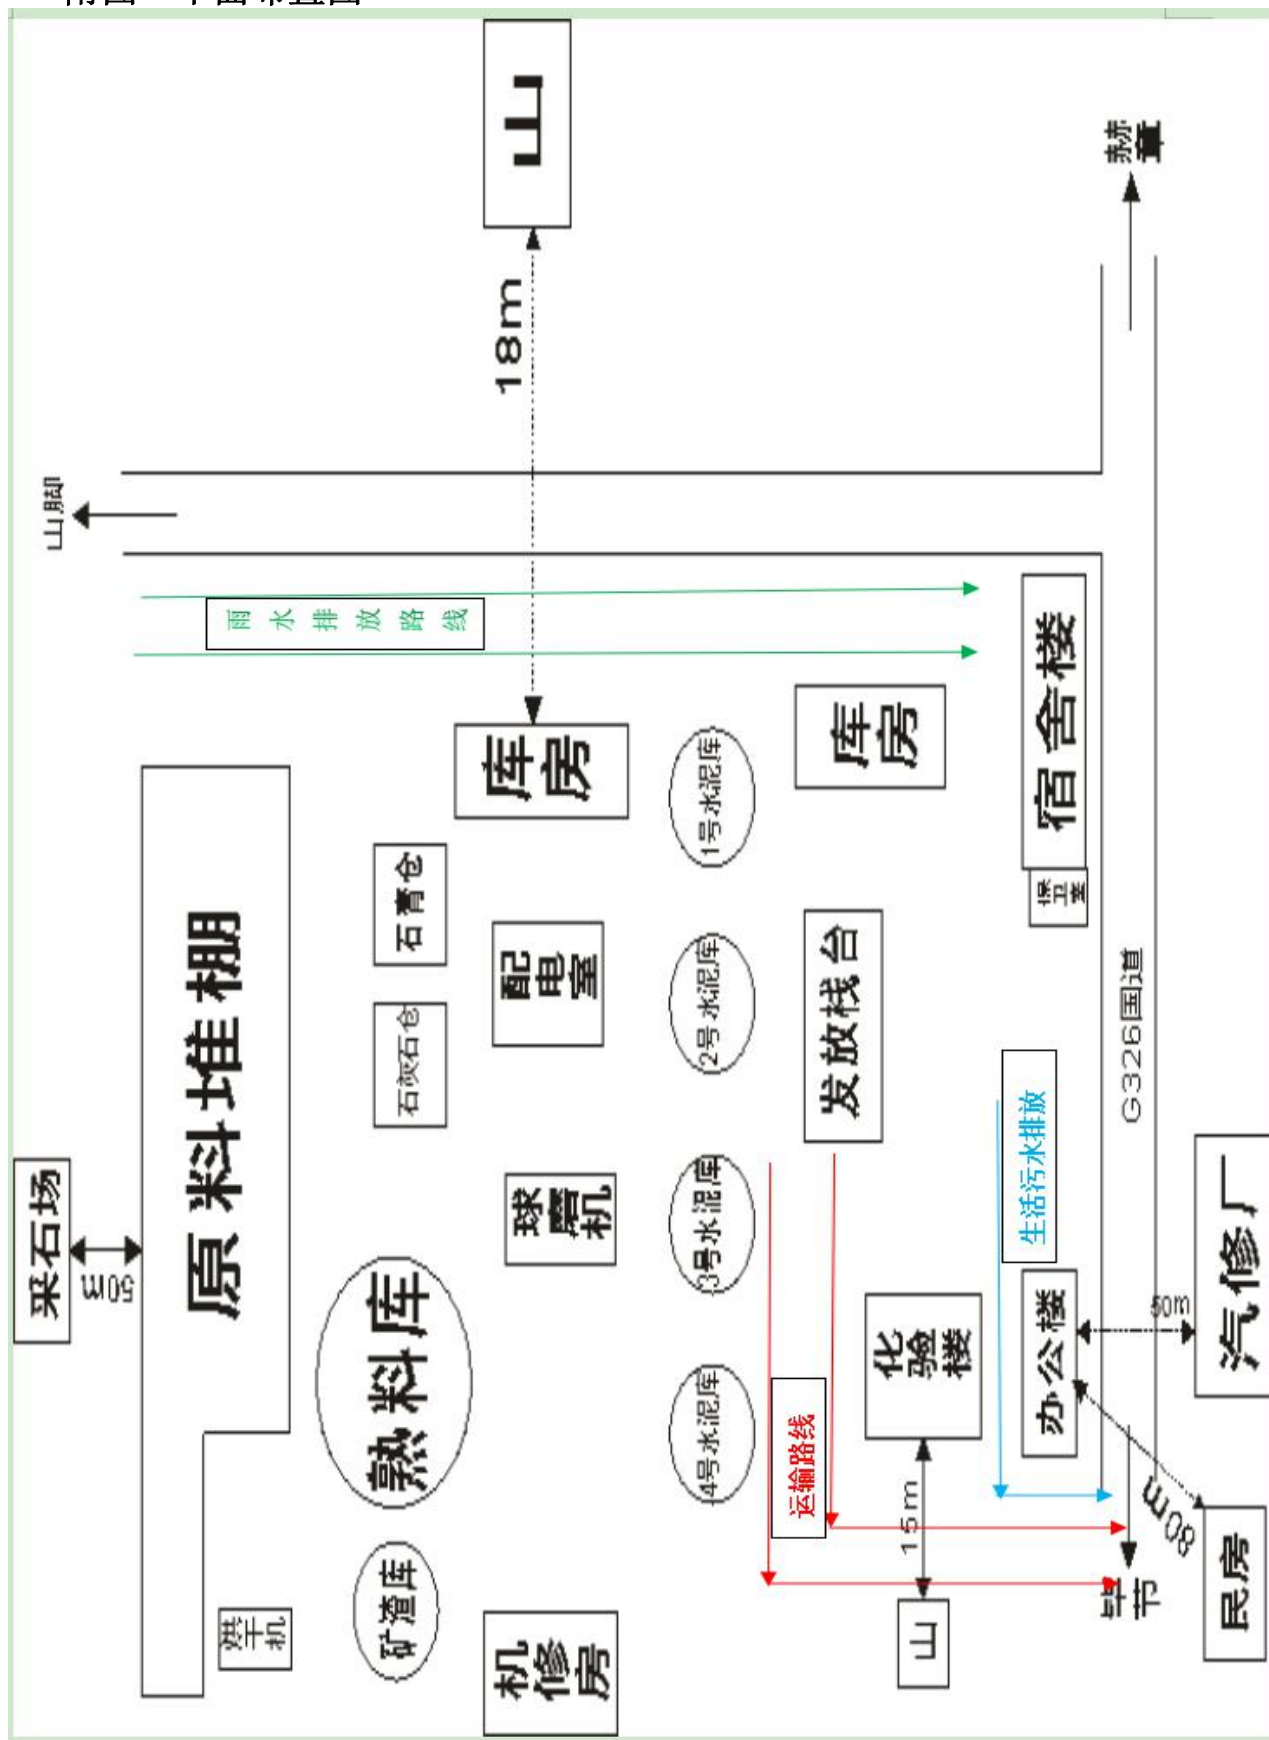 山
赫章
18m
山脚
雨水排放路线
库房
库房
宿舍楼
保卫室
1号水泥库
石膏仓
原料堆棚
配电室
2号水泥库
发放栈台
G326国道
石灰石仓
生活污水排放
采石场
50m
球磨机
3号水泥库
熟料库
化验楼
办公楼
50m
汽修厂
4号水泥库
运输路线
15m
80m
矿渣库
烘干机
机修房
山
毕节
民房